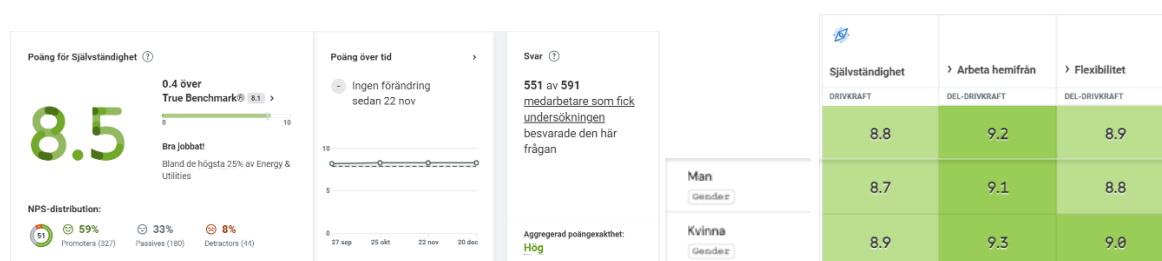 Poäng för Självständighet ?
8.5
0.4 över
True Benchmark® 8.1 >
0 10
Bra jobbat!
Bland de högsta 25% av Energy &
Utilities
NPS-distribution:
51
59%
Promoters (327)
33%
Passives (180)
8%
Detractors (44)
Poäng över tid >
- Ingen förändring
sedan 22 nov
10
5
0
27 sep 25 okt 22 nov 20 dec
Svar ?
551 av 591
medarbetare som fick
undersökningen
besvarade den här
frågan
Aggregerad poängexakthet:
Hög
Man
Gender
Kvinna
Gender
Självständighet > Arbeta hemifrån > Flexibilitet
DRIVKRAFT DEL-DRIVKRAFT DEL-DRIVKRAFT
8.8 9.2 8.9
8.7 9.1 8.8
8.9 9.3 9.0